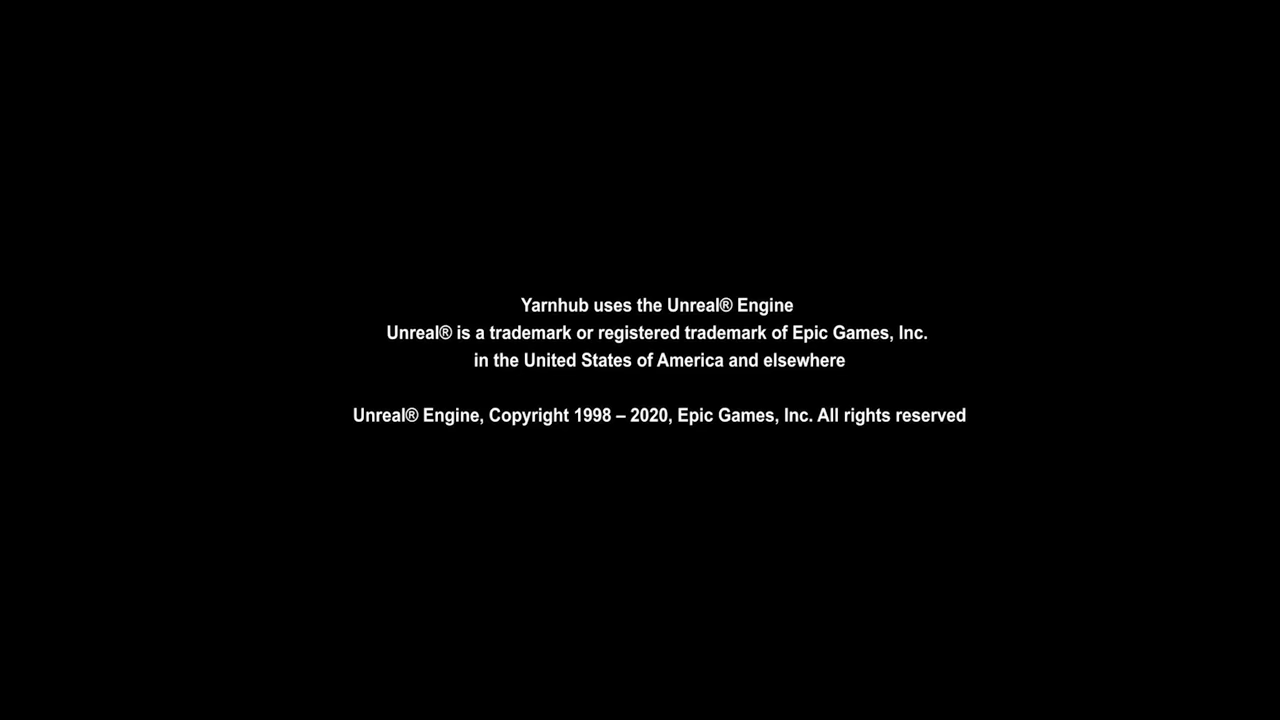 Yarnhub uses the Unreal® Engine
Unreal® is a trademark or registered trademark of Epic Games, Inc.
in the United States of America and elsewhere
Unreal® Engine, Copyright 1998 – 2020, Epic Games, Inc. All rights reserved